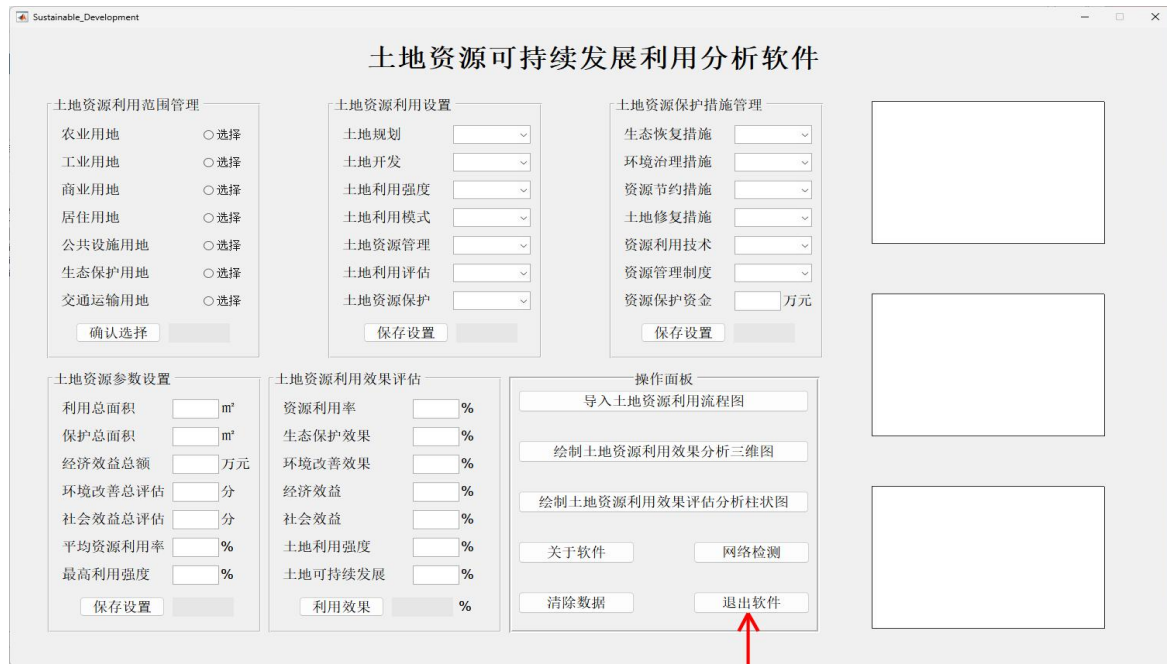 Sustainable_Development
土地资源可持续发展利用分析软件
土地资源利用范围管理
农业用地 选择
工业用地 选择
商业用地 选择
居住用地 选择
公共设施用地 选择
生态保护用地 选择
交通运输用地 选择
确认选择
土地资源利用设置
土地规划
土地开发
土地利用强度
土地利用模式
土地资源管理
土地利用评估
土地资源保护
保存设置
土地资源保护措施管理
生态恢复措施
环境治理措施
资源节约措施
土地修复措施
资源利用技术
资源管理制度
资源保护资金 万元
保存设置
土地资源参数设置
利用总面积 m²
保护总面积 m²
经济效益总额 万元
环境改善总评估 分
社会效益总评估 分
平均资源利用率 %
最高利用强度 %
保存设置
土地资源利用效果评估
资源利用率 %
生态保护效果 %
环境改善效果 %
经济效益 %
社会效益 %
土地利用强度 %
土地可持续发展 %
利用效果 %
操作面板
导入土地资源利用流程图
绘制土地资源利用效果分析三维图
绘制土地资源利用效果评估分析柱状图
关于软件 网络检测
清除数据 退出软件